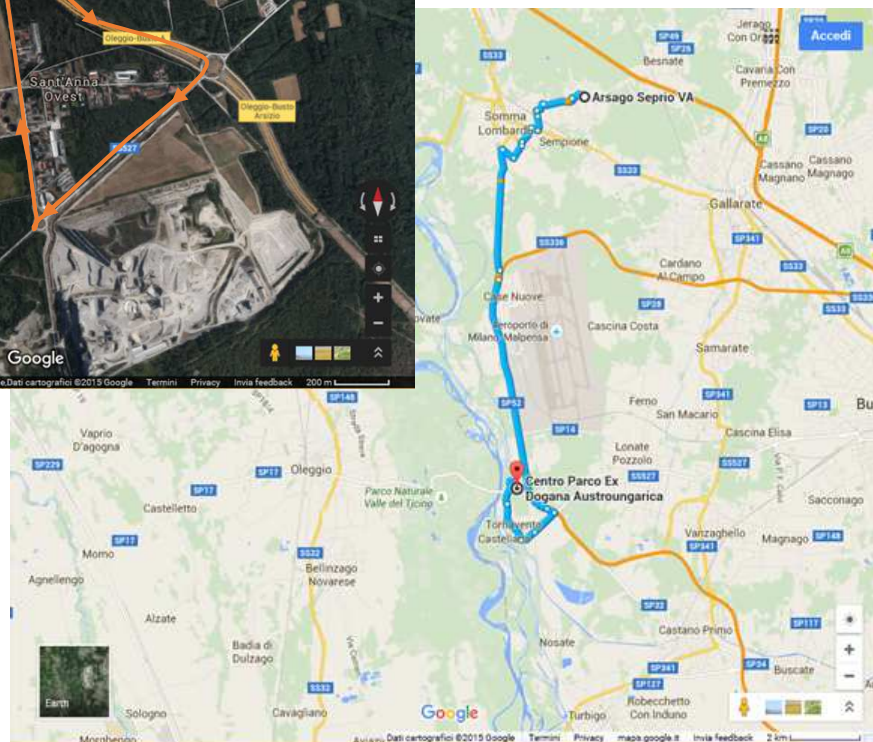 Oleggio-Busto A.
Sant'Anna
Ovest
Oleggio-Busto
Arsizio
SS527
Google
Dati cartografici ©2015 Google Termini Privacy Invia feedback 200 m
Accedi
Jerago
SP49
SP26
SS33
Besnate
Cavaria Con
Premezzo
Arsago Seprio VA
Somma
Lombardo
Sempione
A8
SP20
SS33
Cassano
Magnano
Cassano
Magnago
Gallarate
SP341
SS336
SS33
A8
Cardano
Al Campo
SS33
SS33
Case Nuove
SP28
Aeroporto di
Milano Malpensa
Cascina Costa
Samarate
SP52
SP341
SP13
Ferno
San Macario
SP14
Cascina Elisa
Lonate
Pozzolo
SS527
SS527
Centro Parco Ex
Dogana Austroungarica
Sacconago
Tornavento
Castellana
Vanzaghello
SP341
Magnago
SP148
SP148
Vaprio
D'agogna
SP229
SP17
Oleggio
Parco Naturale
Valle del Ticino
SP17
Castelletto
SP17
Momo
SS32
Agnellengo
Bellinzago
Novarese
SP32
SP117
Castano Primo
Alzate
Badia di
Dulzago
Nosate
SP341
SP34
Buscate
SP127
Robecchetto
Con Induno
Earth
SS32
Sologno
Cavagliano
Google
Turbigo
Dati cartografici ©2015 Google Termini Privacy maps.google.it Invia feedback 2 km